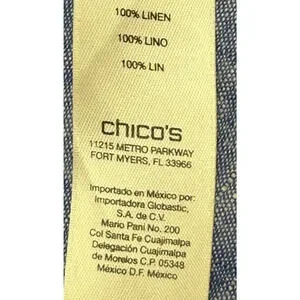 100% LINEN
100% LINO
100% LIN
chico's
11215 METRO PARKWAY
FORT MYERS, FL 33966
Importado en México por:
Importadora Globastic,
S.A. de C.V.
Mario Pani No. 200
Col Santa Fe Cuajimalpa
Delegación Cuajimalpa
de Morelos C.P. 05348
México D.F. México